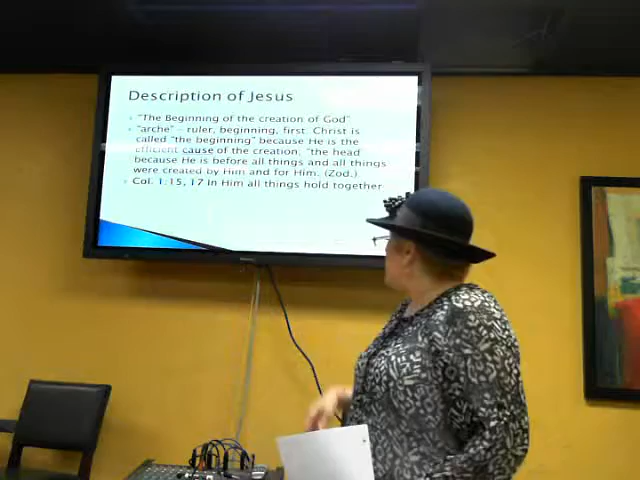 Description of Jesus
"The Beginning of the creation of God"
"arche" – ruler, beginning, first. Christ is
called "the beginning" because He is the
efficient cause of the creation; "the head
because He is before all things and all things
were created by Him and for Him. (Zod.)
Col. 1:15, 17 In Him all things hold together